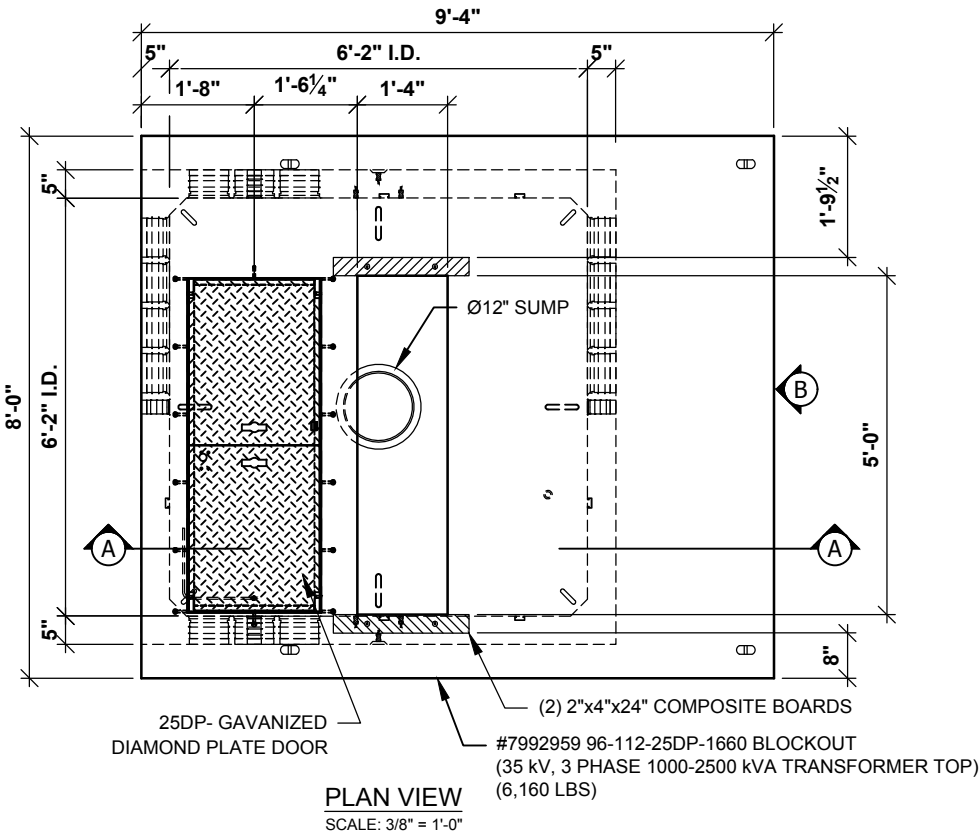 9'-4"
5"
6'-2" I.D.
5"
1'-8"
1'-6¼"
1'-4"
5"
1'-9½"
Ø12" SUMP
8'-0"
6'-2" I.D.
B
5'-0"
A
A
5"
8"
(2) 2"x4"x24" COMPOSITE BOARDS
25DP- GAVANIZED
DIAMOND PLATE DOOR
#7992959 96-112-25DP-1660 BLOCKOUT
(35 kV, 3 PHASE 1000-2500 kVA TRANSFORMER TOP)
(6,160 LBS)
PLAN VIEW
SCALE: 3/8" = 1'-0"